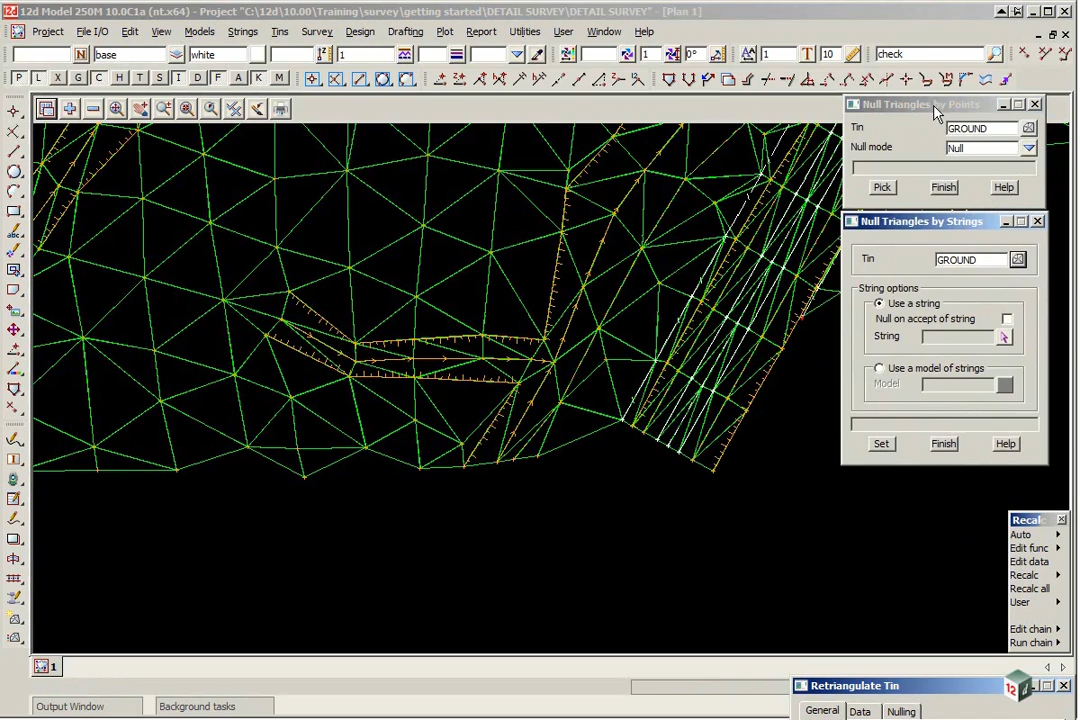 12d Model 250M 10.0C1a (nt.x64) - Project "C:\12d\10.00\Training\survey\getting started\DETAIL SURVEY\DETAIL SURVEY" - [Plan 1]
Project File I/O Edit View Models Strings Tins Survey Design Drafting Plot Report Utilities User Window Help
base white 1 1 0° 1 T 10 check
P L X G C H T S I D A K M
Null Triangles by Points
Tin GROUND
Null mode Null
Pick Finish Help
Null Triangles by Strings
Tin GROUND
String options
Use a string
Null on accept of string
String
Use a model of strings
Model
Set Finish Help
Recalc
Auto
Edit func
Edit data
Recalc
Recalc all
User
Edit chain
Run chain
1
Retriangulate Tin
General Data Nulling
Output Window Background tasks
12d